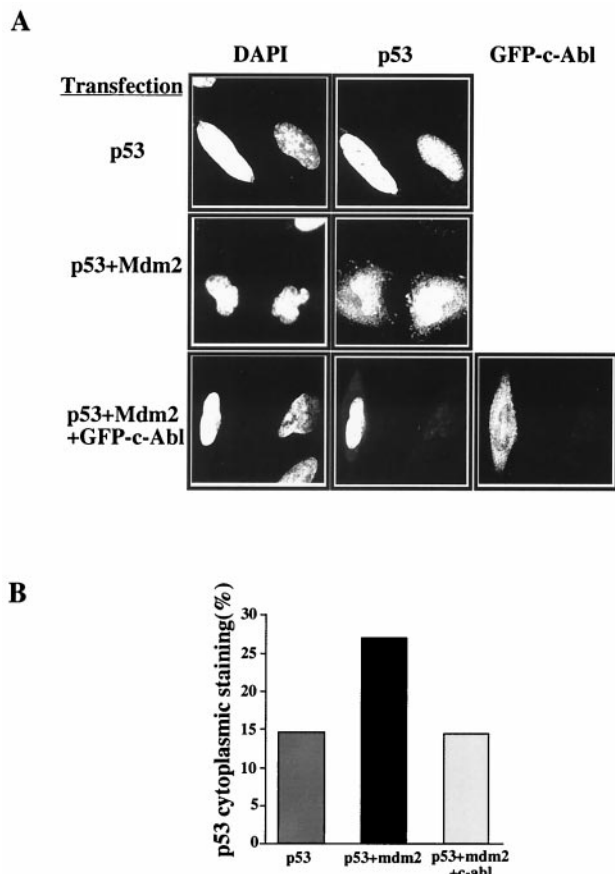 A
DAPI p53 GFP-c-Abl
Transfection
p53
p53+Mdm2
p53+Mdm2
+GFP-c-Abl
B
p53 cytoplasmic staining(%)
30
25
20
15
10
5
0
p53 p53+mdm2 p53+mdm2
+c-abl